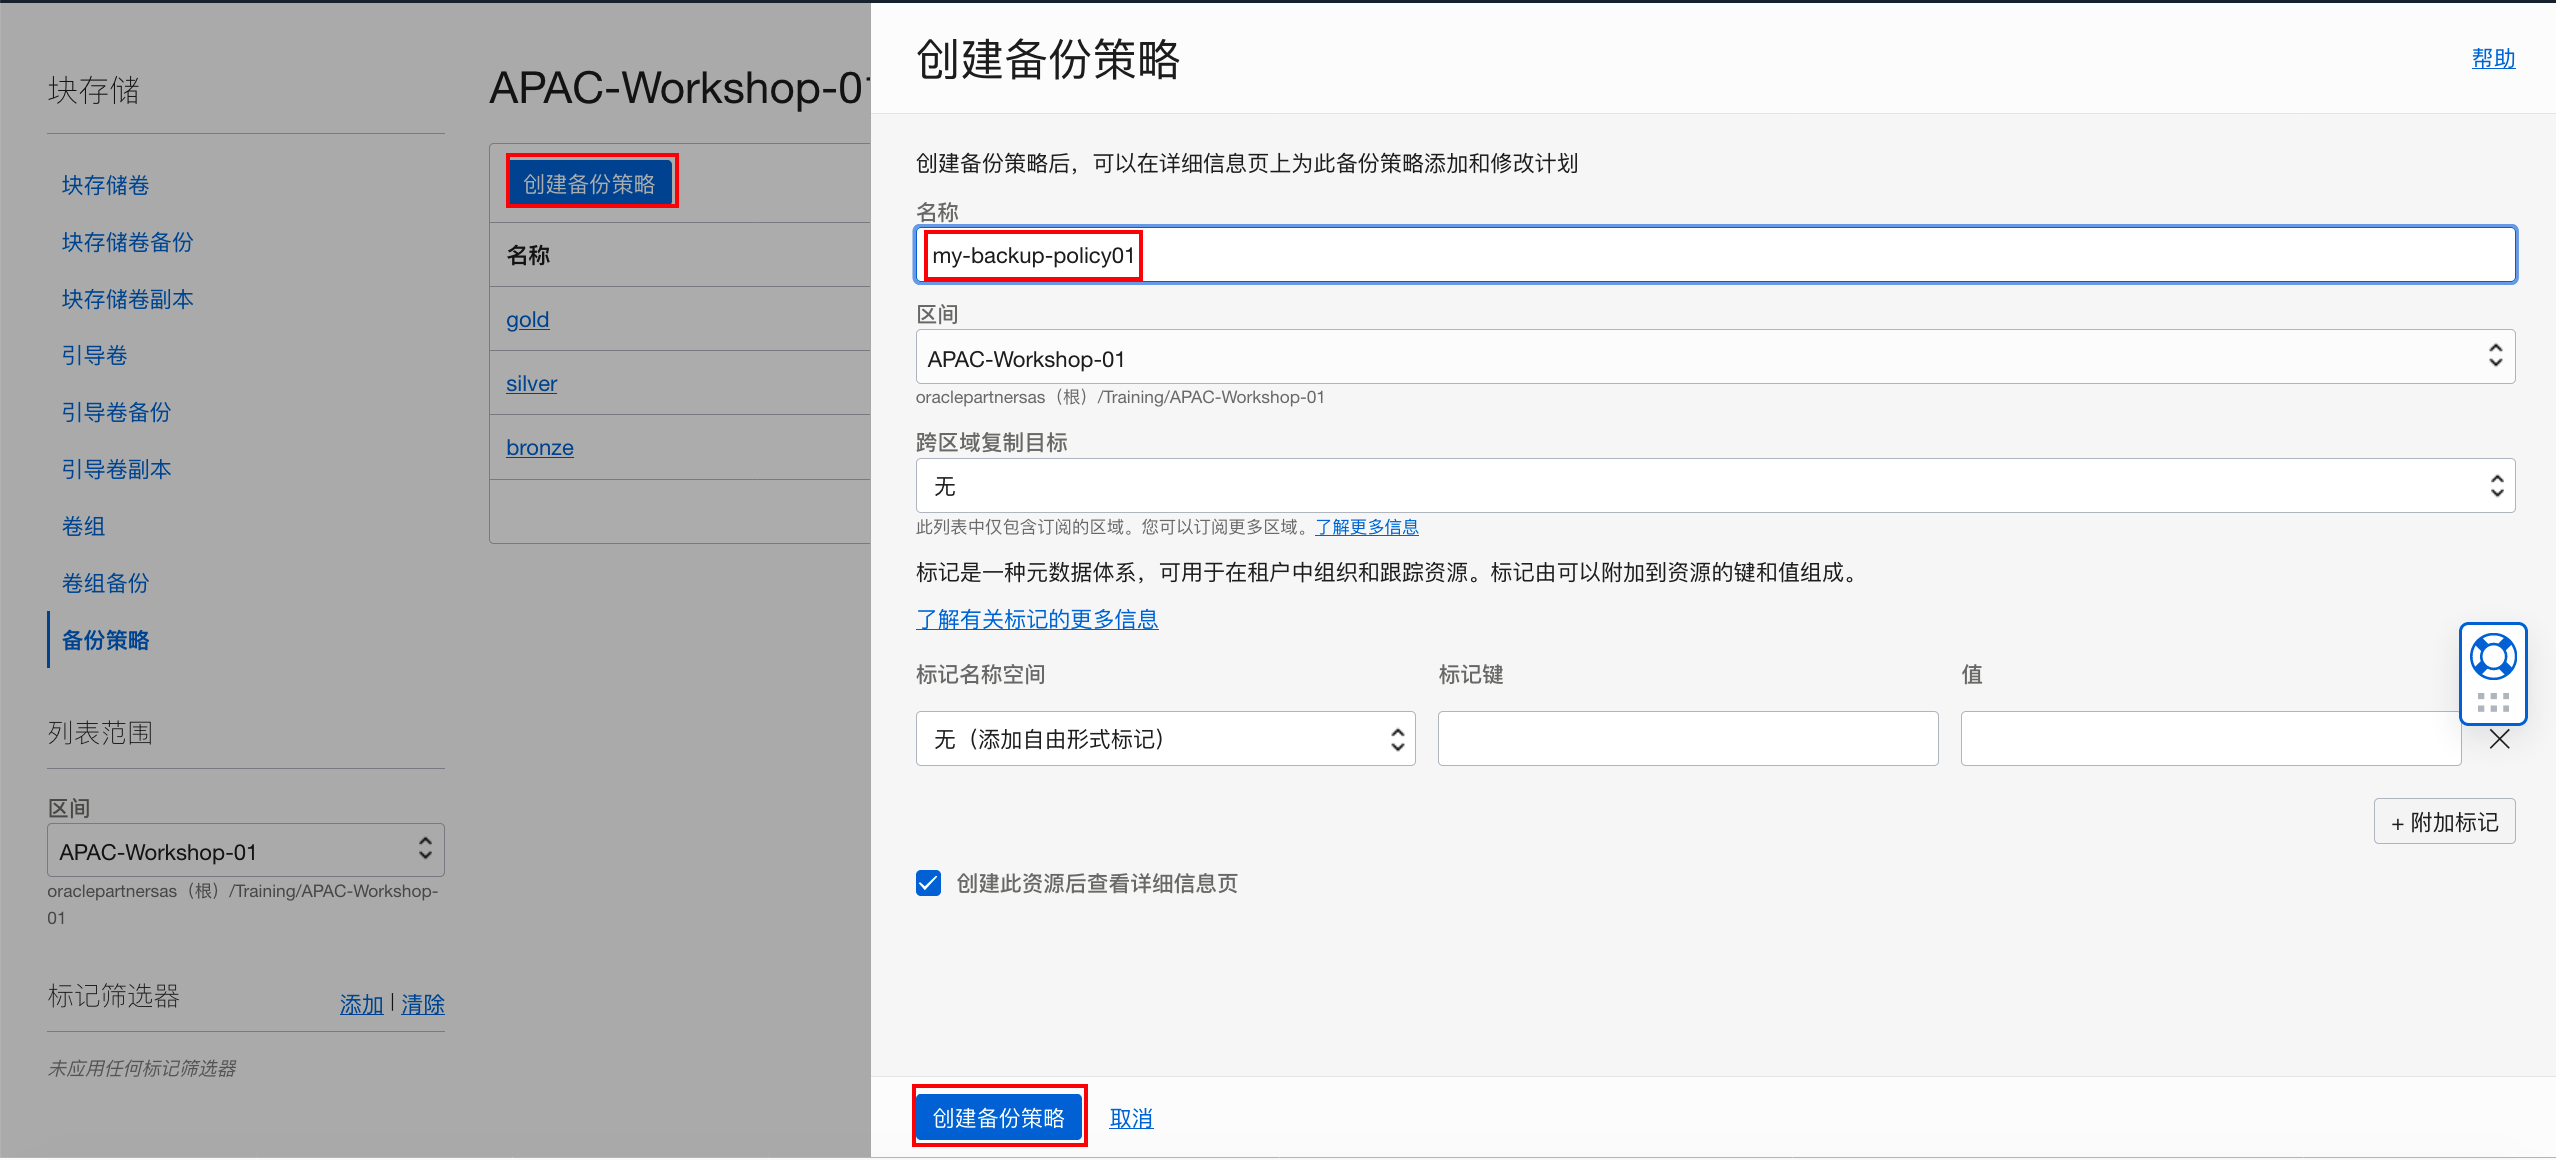 块存储
块存储卷
块存储卷备份
块存储卷副本
引导卷
引导卷备份
引导卷副本
卷组
卷组备份
备份策略
列表范围
区间
APAC-Workshop-01
oraclepartnersas（根）/Training/APAC-Workshop-
01
标记筛选器
添加 | 清除
未应用任何标记筛选器
APAC-Workshop-01
创建备份策略
名称
gold
silver
bronze
创建备份策略
帮助
创建备份策略后，可以在详细信息页上为此备份策略添加和修改计划
名称
my-backup-policy01
区间
APAC-Workshop-01
oraclepartnersas（根）/Training/APAC-Workshop-01
跨区域复制目标
无
此列表中仅包含订阅的区域。您可以订阅更多区域。了解更多信息
标记是一种元数据体系，可用于在租户中组织和跟踪资源。标记由可以附加到资源的键和值组成。
了解有关标记的更多信息
标记名称空间 标记键 值
无（添加自由形式标记）
+ 附加标记
创建此资源后查看详细信息页
创建备份策略 取消